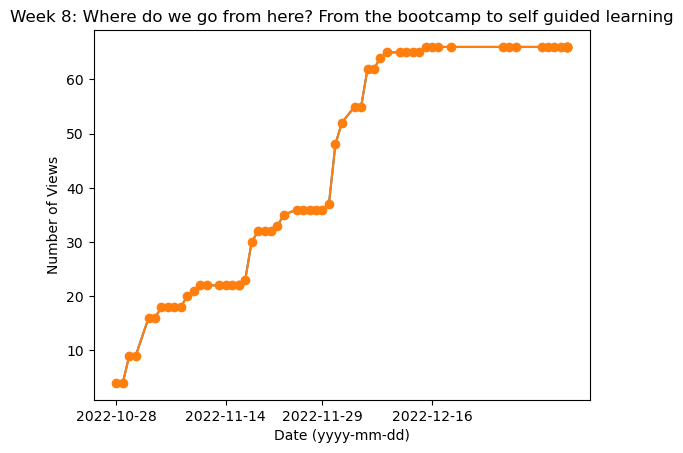 Week 8: Where do we go from here? From the bootcamp to self guided learning
60
50
40
30
20
10
Number of Views
2022-10-28 2022-11-14 2022-11-29 2022-12-16
Date (yyyy-mm-dd)